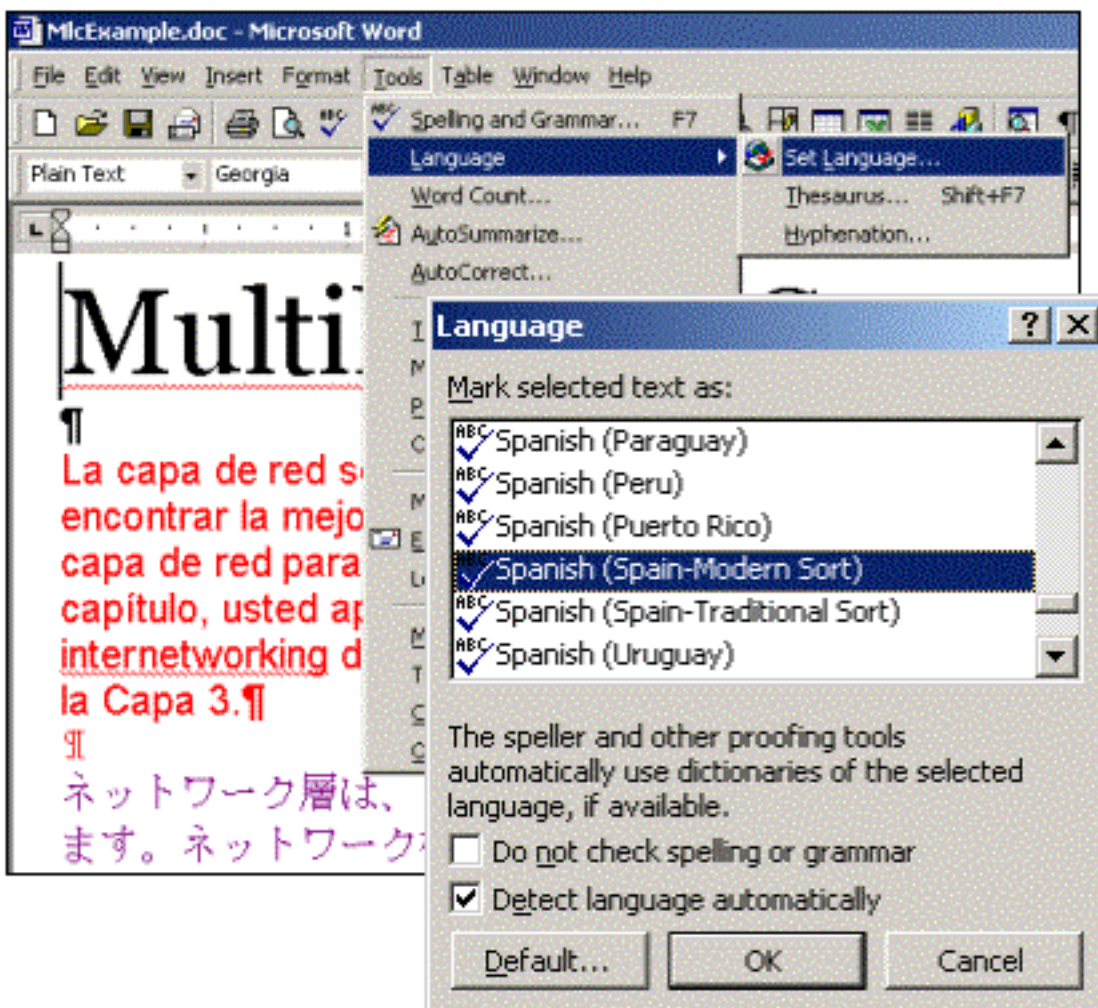 MlcExample.doc - Microsoft Word
File Edit View Insert Format Tools Table Window Help
Spelling and Grammar... F7
Plain Text Georgia
Language
Set Language...
Word Count...
Thesaurus... Shift+F7
AutoSummarize...
Hyphenation...
AutoCorrect...
Multi
¶
La capa de red
encontrar la
capa de red para
capítulo, usted
internetworking
la Capa 3.¶
¶
ネットワーク層は、
ます。ネットワーク
Language
Mark selected text as:
Spanish (Paraguay)
Spanish (Peru)
Spanish (Puerto Rico)
Spanish (Spain-Modern Sort)
Spanish (Spain-Traditional Sort)
Spanish (Uruguay)
The speller and other proofing tools
automatically use dictionaries of the selected
language, if available.
Do not check spelling or grammar
Detect language automatically
Default... OK Cancel